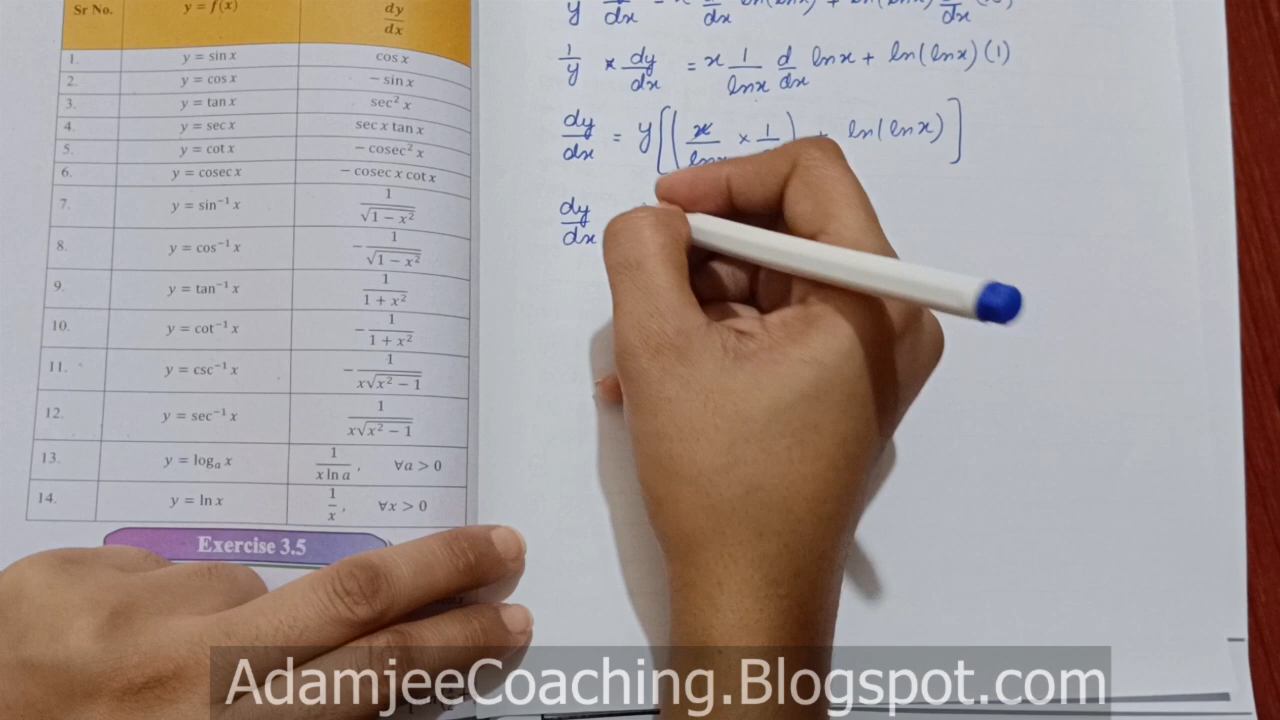 Sr No. y = f(x) dy/dx
1. y = sin x cos x
2. y = cos x − sin x
3. y = tan x sec² x
4. y = sec x sec x tan x
5. y = cot x − cosec² x
6. y = cosec x − cosec x cot x
7. y = sin⁻¹ x 1/√(1 − x²)
8. y = cos⁻¹ x − 1/√(1 − x²)
9. y = tan⁻¹ x 1/(1 + x²)
10. y = cot⁻¹ x − 1/(1 + x²)
11. y = csc⁻¹ x − 1/(x√(x² − 1))
12. y = sec⁻¹ x 1/(x√(x² − 1))
13. y = logₐ x 1/(x ln a), ∀a > 0
14. y = ln x 1/x, ∀x > 0
Exercise 3.5
1/y × dy/dx = x 1/lnx d/dx lnx + ln(lnx)(1)
dy/dx = y[(x/lnx × 1/ ) + ln(lnx)]
dy/dx
AdamjeeCoaching.Blogspot.com